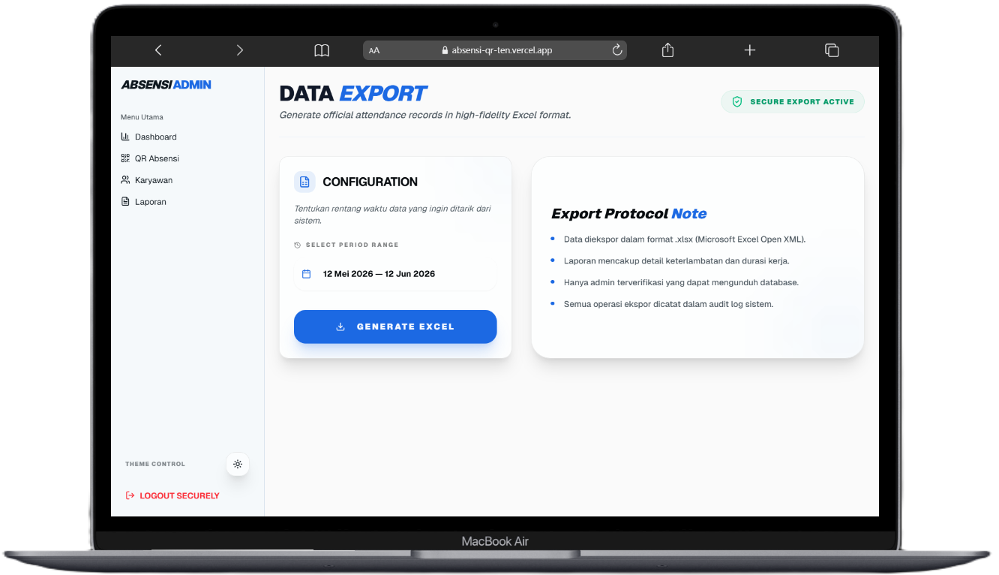 AA absensi-qr-ten.vercel.app
ABSENSI ADMIN
Menu Utama
Dashboard
QR Absensi
Karyawan
Laporan
THEME CONTROL
LOGOUT SECURELY
DATA EXPORT
Generate official attendance records in high-fidelity Excel format.
SECURE EXPORT ACTIVE
CONFIGURATION
Tentukan rentang waktu data yang ingin ditarik dari
sistem.
SELECT PERIOD RANGE
12 Mei 2026 — 12 Jun 2026
GENERATE EXCEL
Export Protocol Note
Data diekspor dalam format .xlsx (Microsoft Excel Open XML).
Laporan mencakup detail keterlambatan dan durasi kerja.
Hanya admin terverifikasi yang dapat mengunduh database.
Semua operasi ekspor dicatat dalam audit log sistem.
MacBook Air